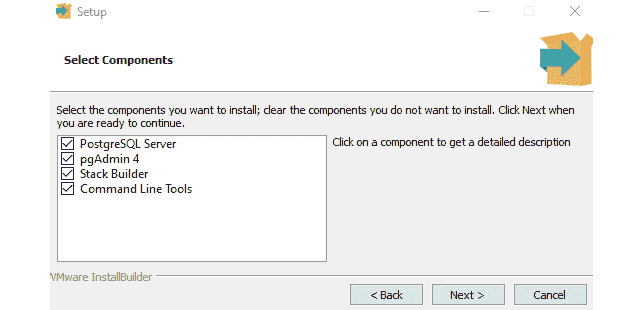 Setup
Select Components
Select the components you want to install; clear the components you do not want to install. Click Next when
you are ready to continue.
PostgreSQL Server
pgAdmin 4
Stack Builder
Command Line Tools
Click on a component to get a detailed description
VMware InstallBuilder
< Back
Next >
Cancel